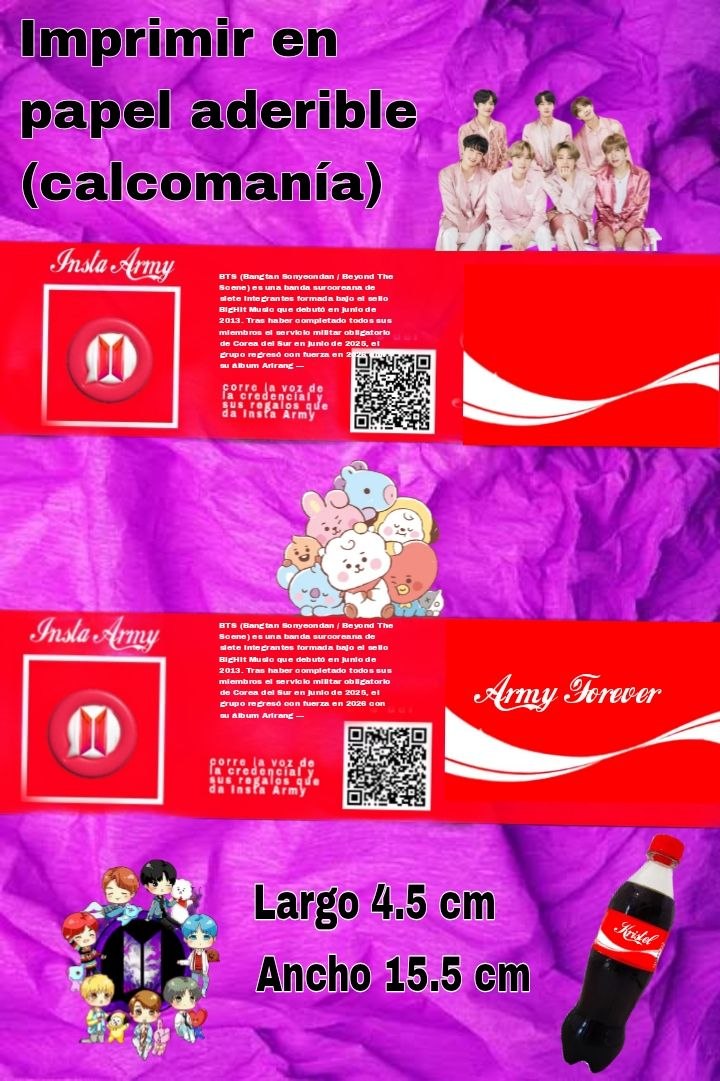 Imprimir en
papel aderible
(calcomanía)
Insta Army
BTS (Bangtan Sonyeondan / Beyond The
Scene) es una banda surcoreana de
siete integrantes formada bajo el sello
BigHit Music que debutó en junio de
2013. Tras haber completado todos sus
miembros el servicio militar obligatorio
de Corea del Sur en junio de 2025, el
grupo regresó con fuerza en 2026 con
su álbum Arirang —
corre la voz de
la credencial y
sus regalos que
da Insta Army
Insta Army
BTS (Bangtan Sonyeondan / Beyond The
Scene) es una banda surcoreana de
siete integrantes formada bajo el sello
BigHit Music que debutó en junio de
2013. Tras haber completado todos sus
miembros el servicio militar obligatorio
de Corea del Sur en junio de 2025, el
grupo regresó con fuerza en 2026 con
su álbum Arirang —
corre la voz de
la credencial y
sus regalos que
da Insta Army
Army Forever
Largo 4.5 cm
Ancho 15.5 cm
Kristel